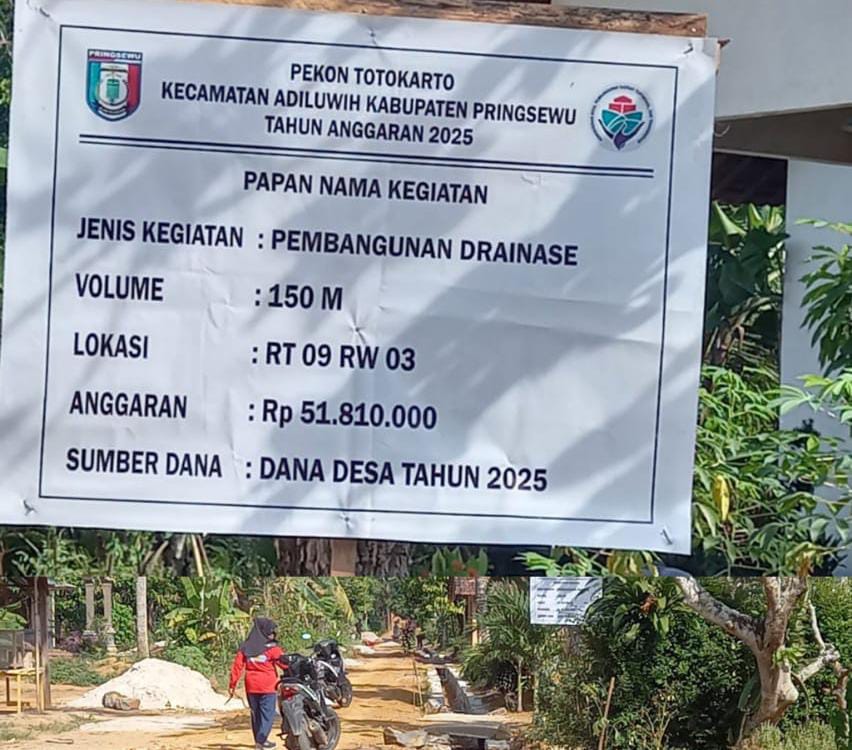 PRINGSEWU
PEKON TOTOKARTO
KECAMATAN ADILUWIH KABUPATEN PRINGSEWU
TAHUN ANGGARAN 2025
PAPAN NAMA KEGIATAN
JENIS KEGIATAN : PEMBANGUNAN DRAINASE
VOLUME : 150 M
LOKASI : RT 09 RW 03
ANGGARAN : Rp 51.810.000
SUMBER DANA : DANA DESA TAHUN 2025